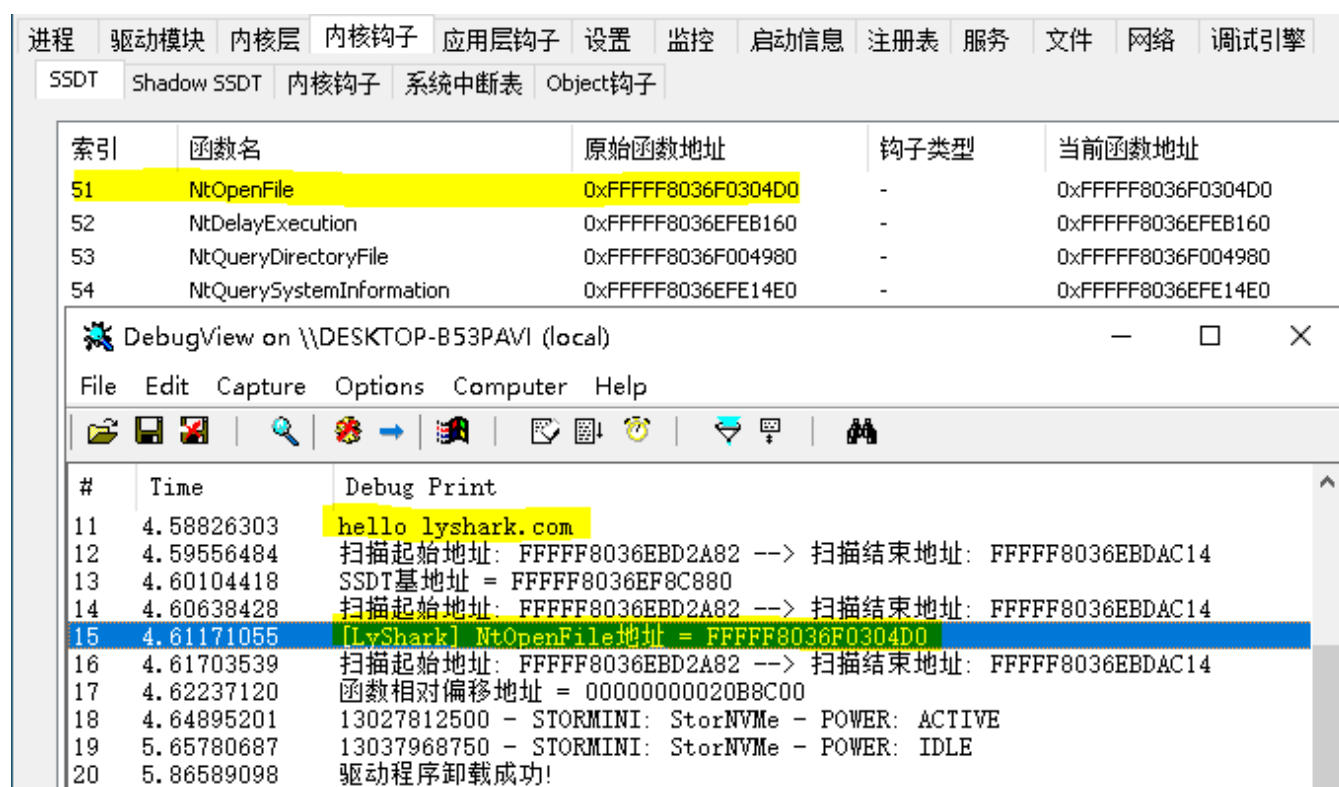 进程 驱动模块 内核层 内核钩子 应用层钩子 设置 监控 启动信息 注册表 服务 文件 网络 调试引擎
SSDT Shadow SSDT 内核钩子 系统中断表 Object钩子
索引 函数名 原始函数地址 钩子类型 当前函数地址
51 NtOpenFile 0xFFFFF8036F0304D0 - 0xFFFFF8036F0304D0
52 NtDelayExecution 0xFFFFF8036EFEB160 - 0xFFFFF8036EFEB160
53 NtQueryDirectoryFile 0xFFFFF8036F004980 - 0xFFFFF8036F004980
54 NtQuerySystemInformation 0xFFFFF8036EFE14E0 - 0xFFFFF8036EFE14E0
DebugView on \\DESKTOP-B53PAVI (local)
File Edit Capture Options Computer Help
# Time Debug Print
11 4.58826303 hello lyshark.com
12 4.59556484 扫描起始地址: FFFFF8036EBD2A82 --> 扫描结束地址: FFFFF8036EBDAC14
13 4.60104418 SSDT基地址 = FFFFF8036EF8C880
14 4.60638428 扫描起始地址: FFFFF8036EBD2A82 --> 扫描结束地址: FFFFF8036EBDAC14
15 4.61171055 [LyShark] NtOpenFile地址 = FFFFF8036F0304D0
16 4.61703539 扫描起始地址: FFFFF8036EBD2A82 --> 扫描结束地址: FFFFF8036EBDAC14
17 4.62237120 函数相对偏移地址 = 00000000020B8C00
18 4.64895201 13027812500 - STORMINI: StorNVMe - POWER: ACTIVE
19 5.65780687 13037968750 - STORMINI: StorNVMe - POWER: IDLE
20 5.86589098 驱动程序卸载成功!